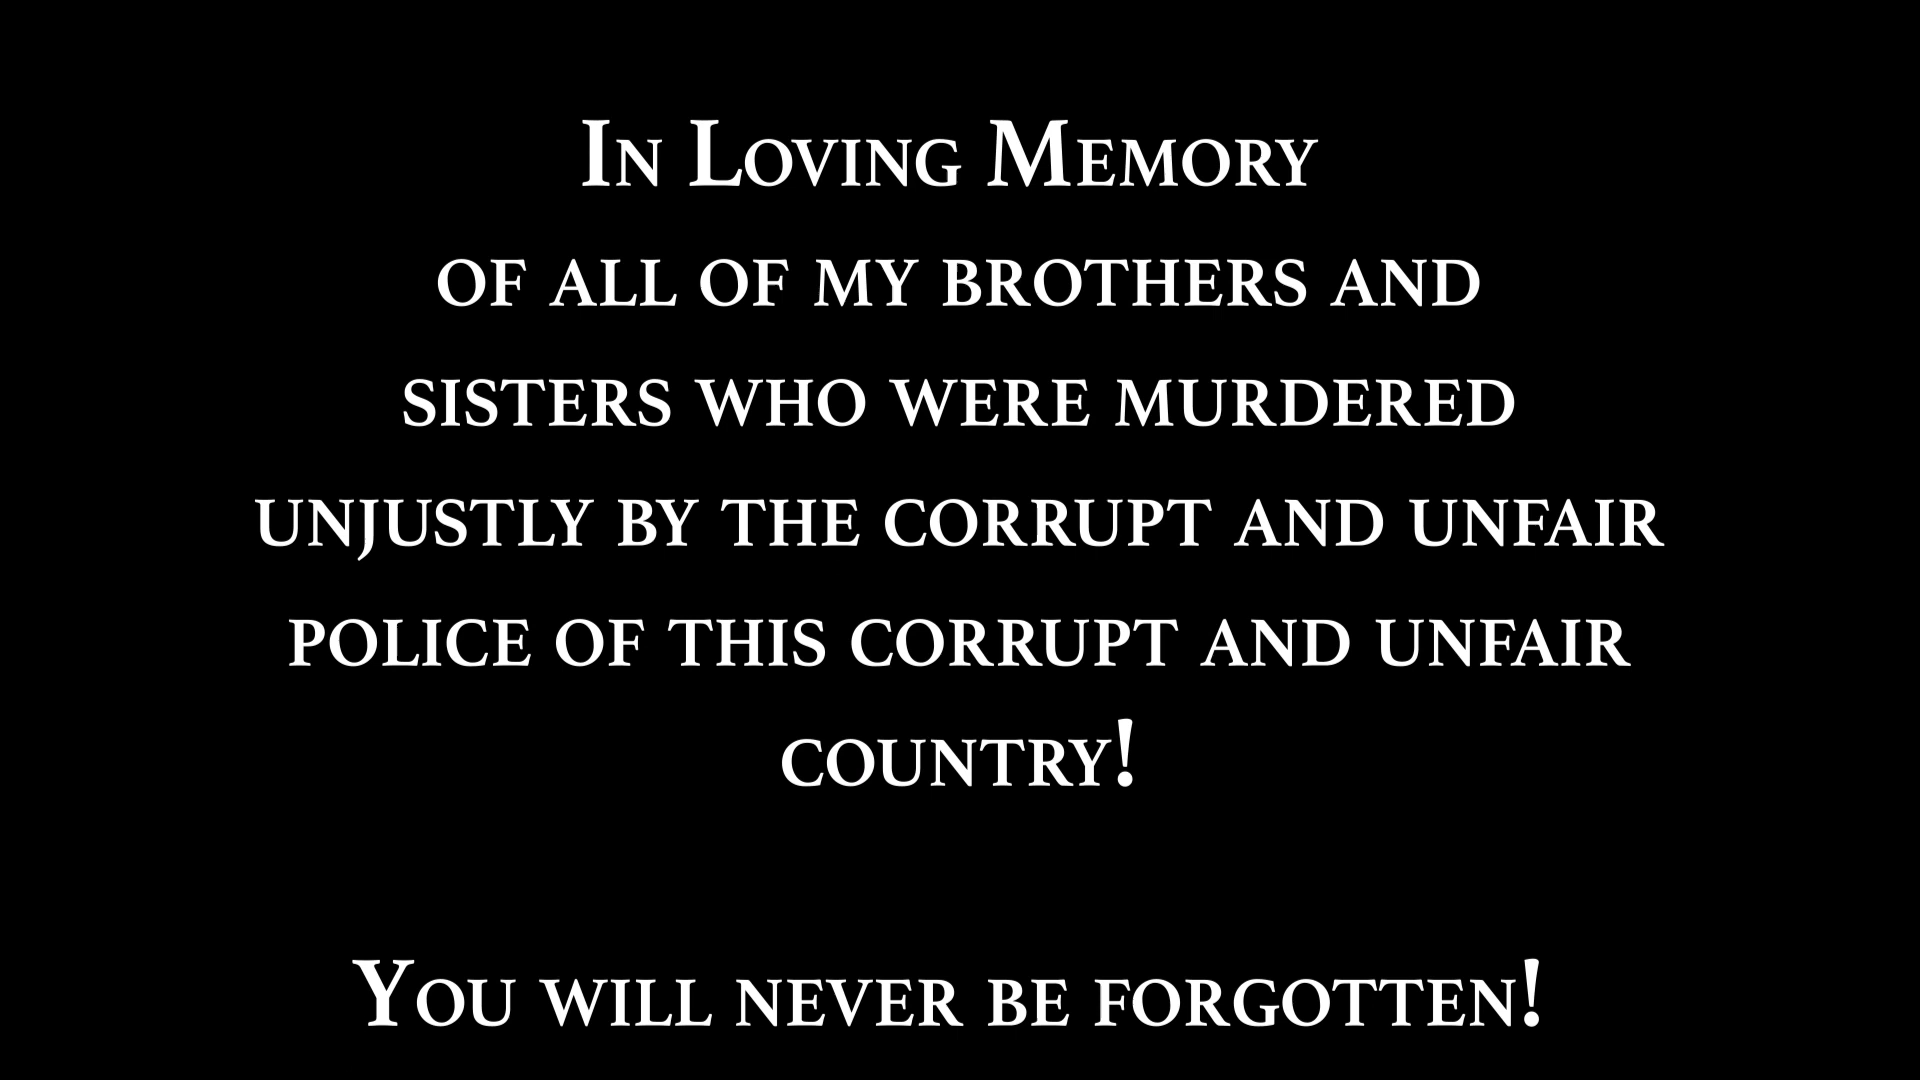 In Loving Memory
of all of my brothers and
sisters who were murdered
unjustly by the corrupt and unfair
police of this corrupt and unfair
country!
You will never be forgotten!